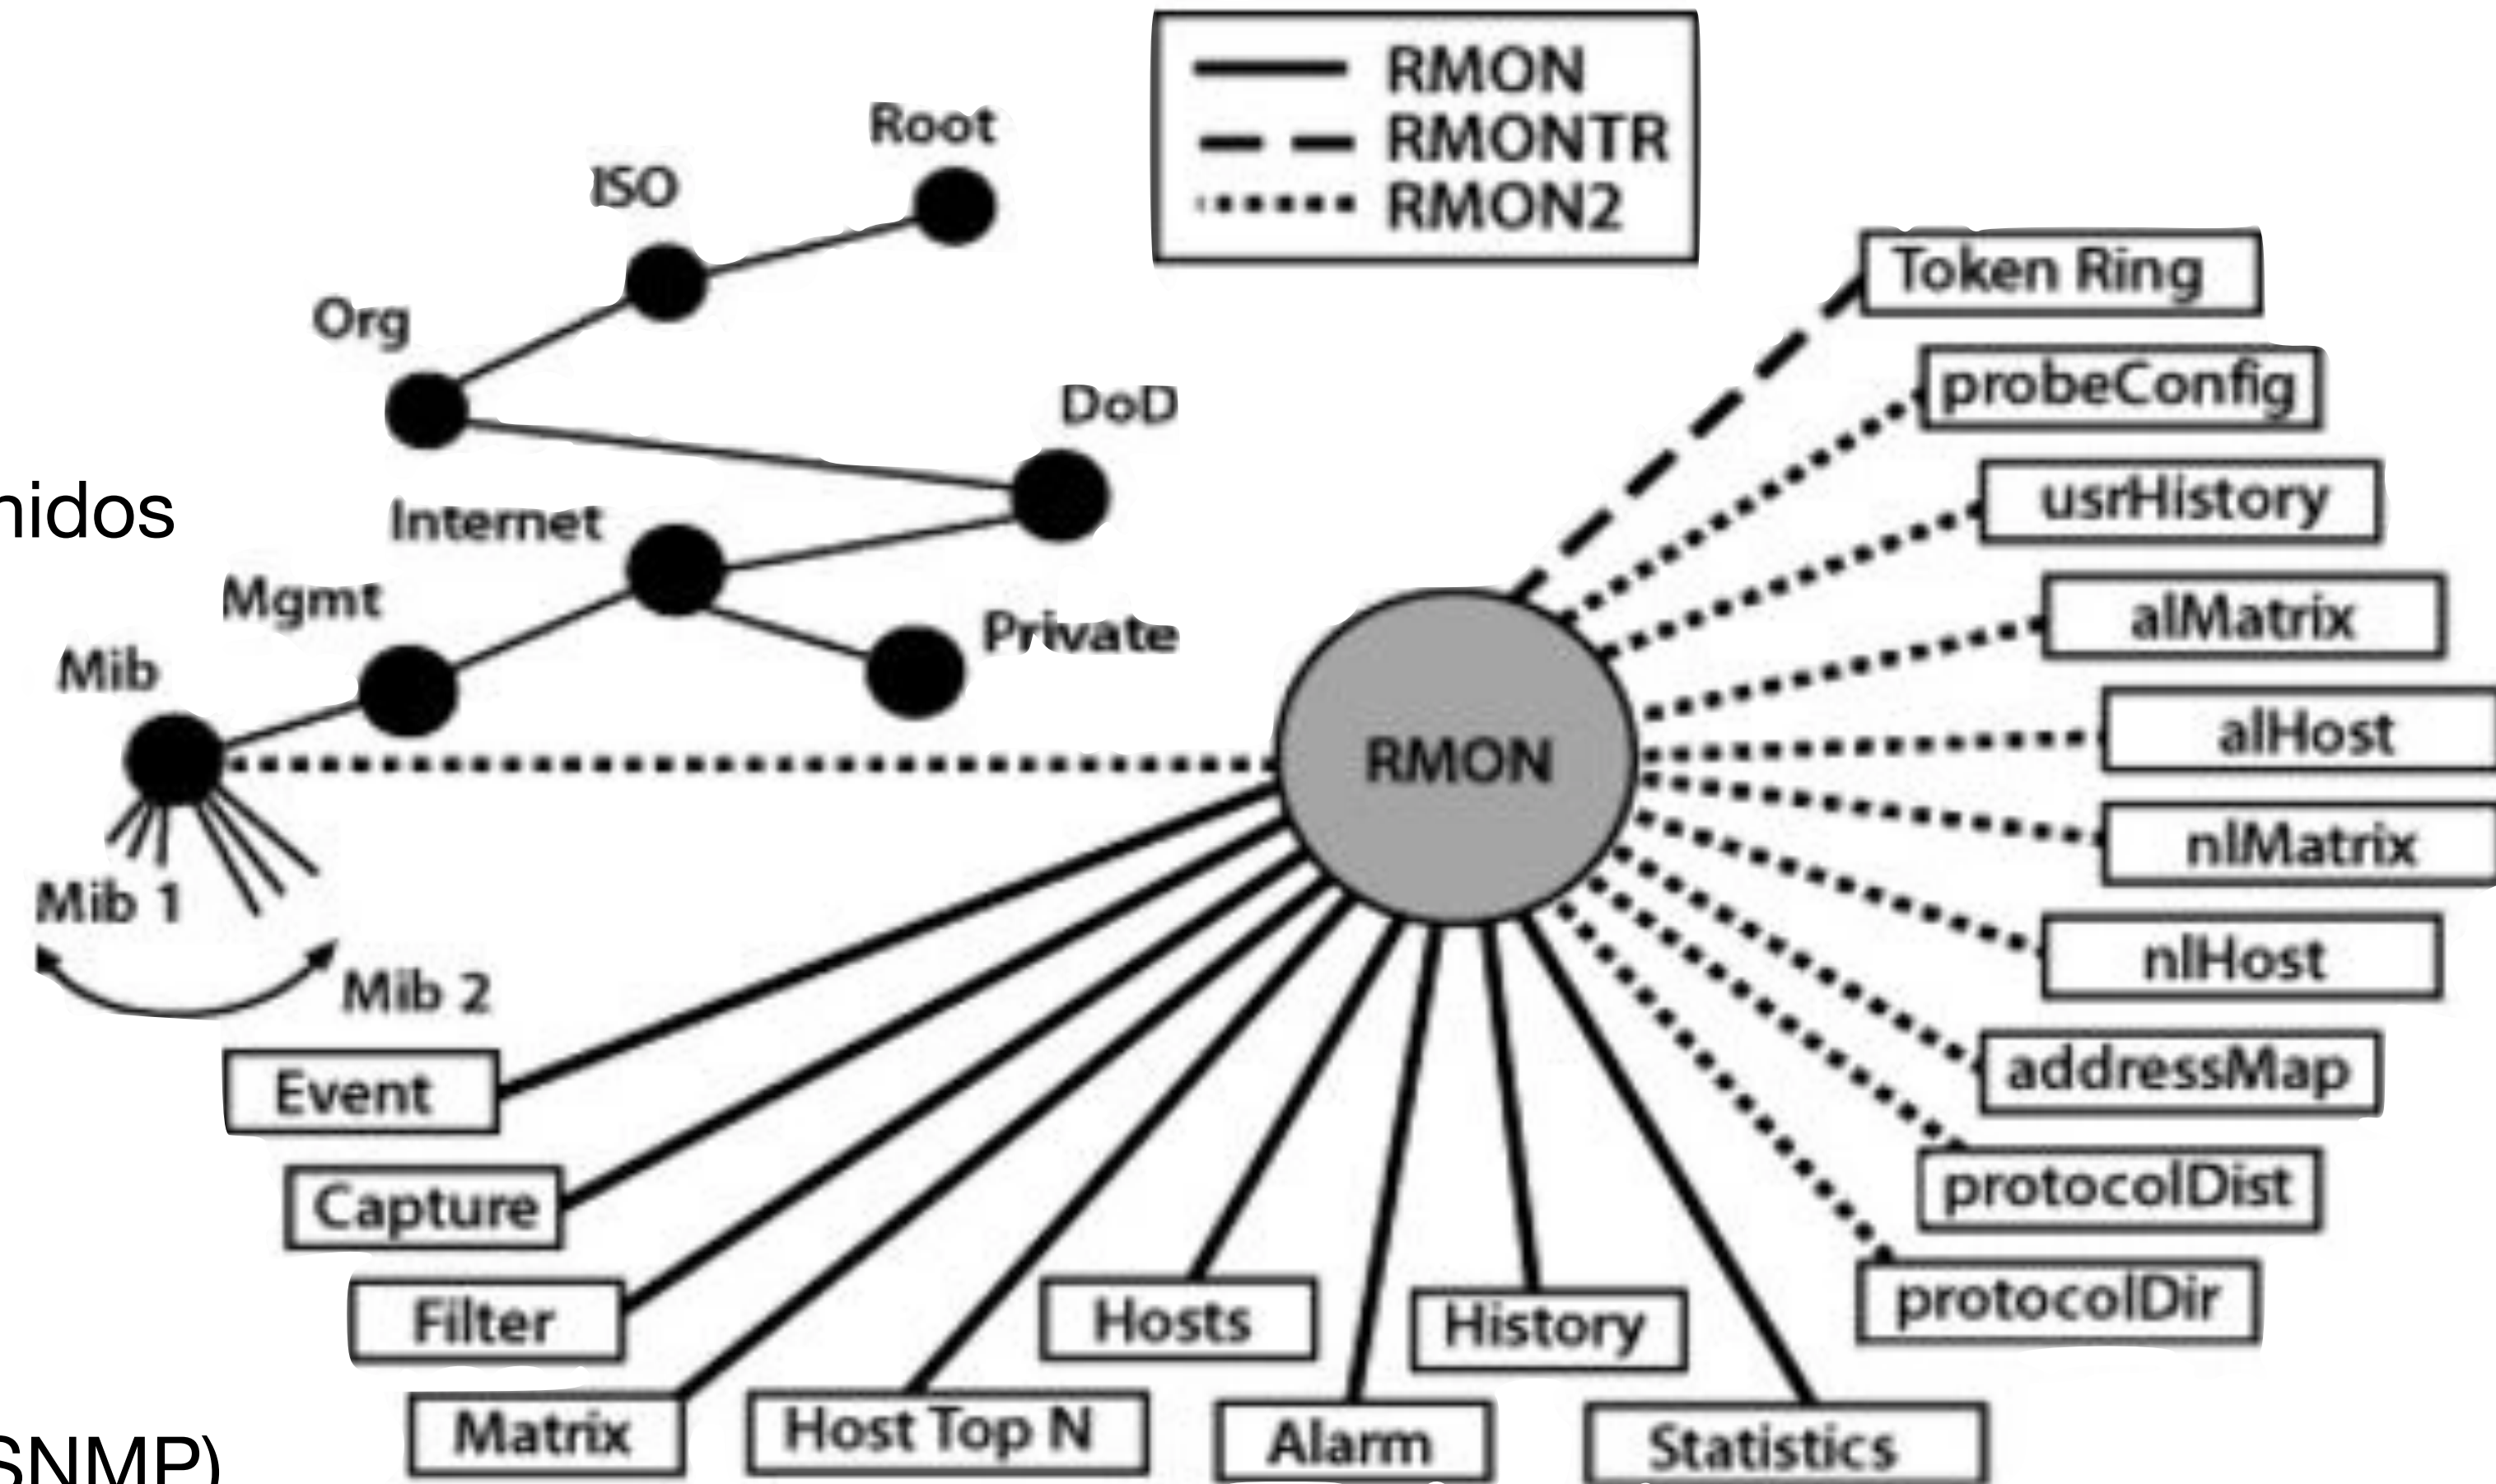 RMON
RMONTR
RMON2
Root
ISO
Org
DoD
Internet
Mgmt
Private
Mib
Mib 1
Mib 2
RMON
Token Ring
probeConfig
usrHistory
alMatrix
alHost
nlMatrix
nlHost
addressMap
protocolDist
protocolDir
Event
Capture
Filter
Matrix
Host Top N
Hosts
Alarm
History
Statistics
nidos
SNMP)